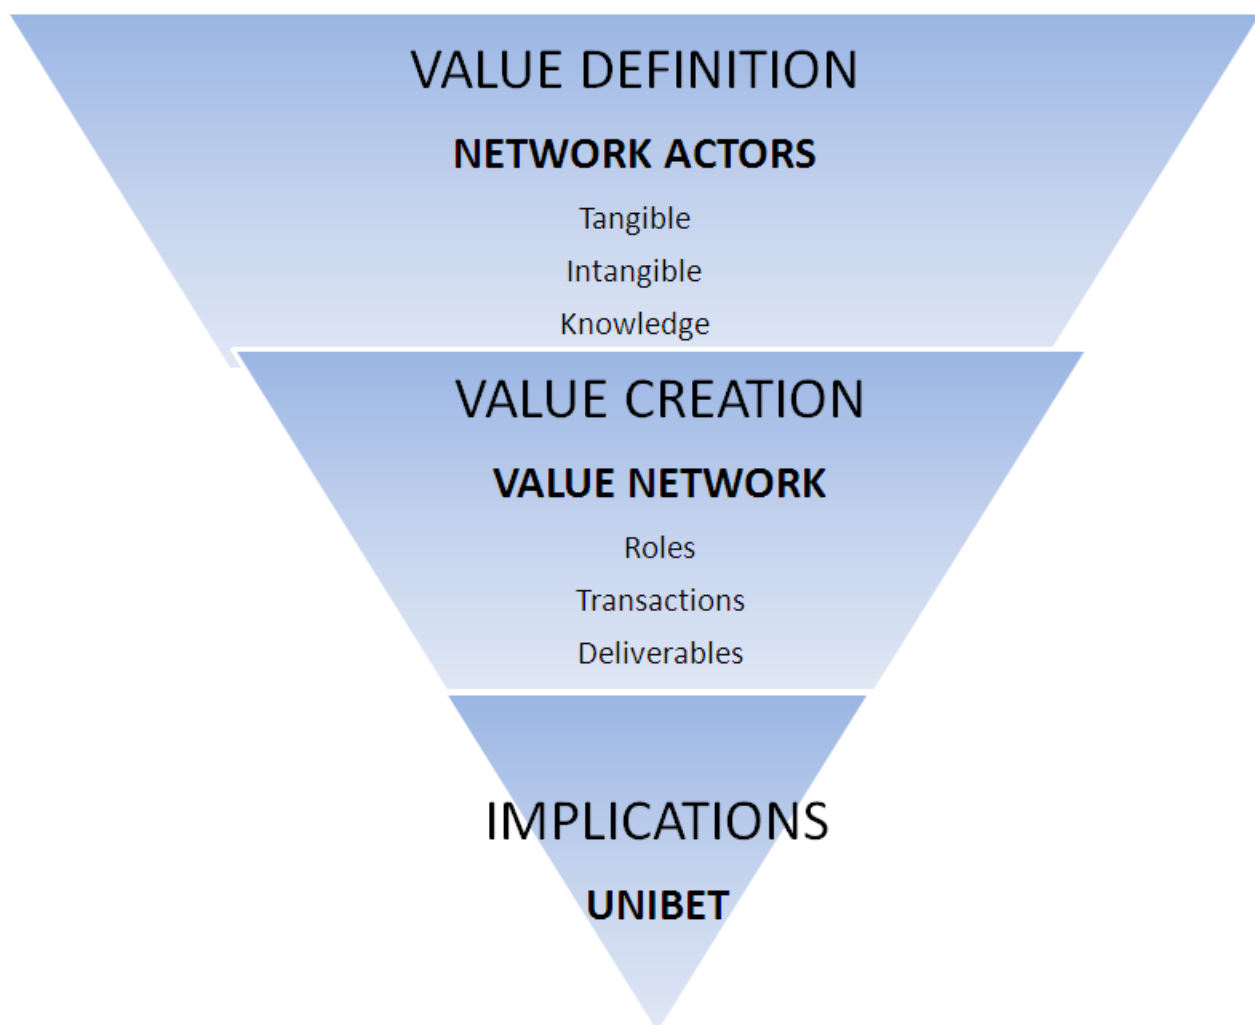 VALUE DEFINITION
NETWORK ACTORS
Tangible
Intangible
Knowledge
VALUE CREATION
VALUE NETWORK
Roles
Transactions
Deliverables
IMPLICATIONS
UNIBET